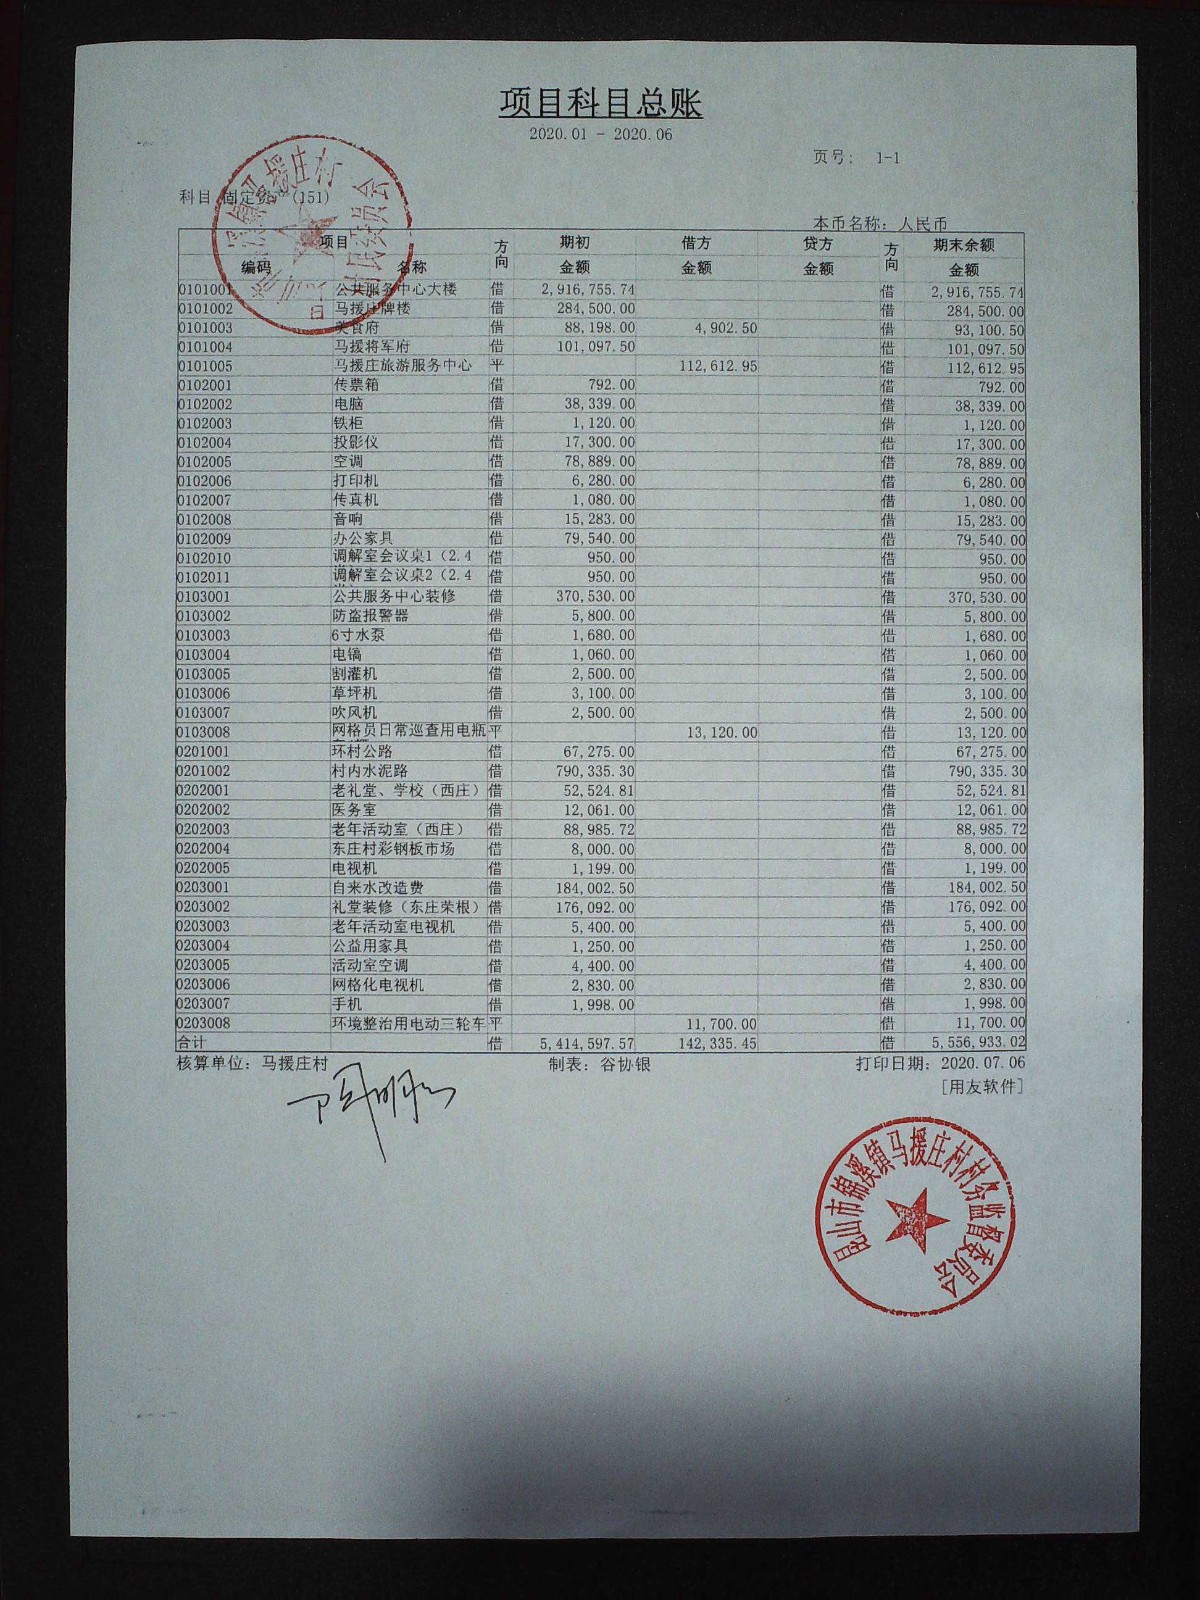 项目科目总账
2020.01 - 2020.06
页号: 1-1
科目 固定资 (151)
本币名称: 人民币
项目 方向 期初 借方 贷方 方向 期末余额
编码 名称 金额 金额 金额 金额
0101001 公共服务中心大楼 借 2,916,755.74 借 2,916,755.74
0101002 马援庄牌楼 借 284,500.00 借 284,500.00
0101003 美食府 借 88,198.00 4,902.50 借 93,100.50
0101004 马援将军府 借 101,097.50 借 101,097.50
0101005 马援庄旅游服务中心 平 112,612.95 借 112,612.95
0102001 传票箱 借 792.00 借 792.00
0102002 电脑 借 38,339.00 借 38,339.00
0102003 铁柜 借 1,120.00 借 1,120.00
0102004 投影仪 借 17,300.00 借 17,300.00
0102005 空调 借 78,889.00 借 78,889.00
0102006 打印机 借 6,280.00 借 6,280.00
0102007 传真机 借 1,080.00 借 1,080.00
0102008 音响 借 15,283.00 借 15,283.00
0102009 办公家具 借 79,540.00 借 79,540.00
0102010 调解室会议桌1（2.4 借 950.00 借 950.00
0102011 调解室会议桌2（2.4 借 950.00 借 950.00
0103001 公共服务中心装修 借 370,530.00 借 370,530.00
0103002 防盗报警器 借 5,800.00 借 5,800.00
0103003 6寸水泵 借 1,680.00 借 1,680.00
0103004 电镐 借 1,060.00 借 1,060.00
0103005 割灌机 借 2,500.00 借 2,500.00
0103006 草坪机 借 3,100.00 借 3,100.00
0103007 吹风机 借 2,500.00 借 2,500.00
0103008 网格员日常巡查用电瓶 平 13,120.00 借 13,120.00
0201001 环村公路 借 67,275.00 借 67,275.00
0201002 村内水泥路 借 790,335.30 借 790,335.30
0202001 老礼堂、学校（西庄） 借 52,524.81 借 52,524.81
0202002 医务室 借 12,061.00 借 12,061.00
0202003 老年活动室（西庄） 借 88,985.72 借 88,985.72
0202004 东庄村彩钢板市场 借 8,000.00 借 8,000.00
0202005 电视机 借 1,199.00 借 1,199.00
0203001 自来水改造费 借 184,002.50 借 184,002.50
0203002 礼堂装修（东庄荣根） 借 176,092.00 借 176,092.00
0203003 老年活动室电视机 借 5,400.00 借 5,400.00
0203004 公益用家具 借 1,250.00 借 1,250.00
0203005 活动室空调 借 4,400.00 借 4,400.00
0203006 网格化电视机 借 2,830.00 借 2,830.00
0203007 手机 借 1,998.00 借 1,998.00
0203008 环境整治用电动三轮车 平 11,700.00 借 11,700.00
合计 借 5,414,597.57 142,335.45 借 5,556,933.02
核算单位: 马援庄村 制表: 谷协银 打印日期: 2020.07.06
[用友软件]
昆山市锦溪镇马援庄村村务监督委员会